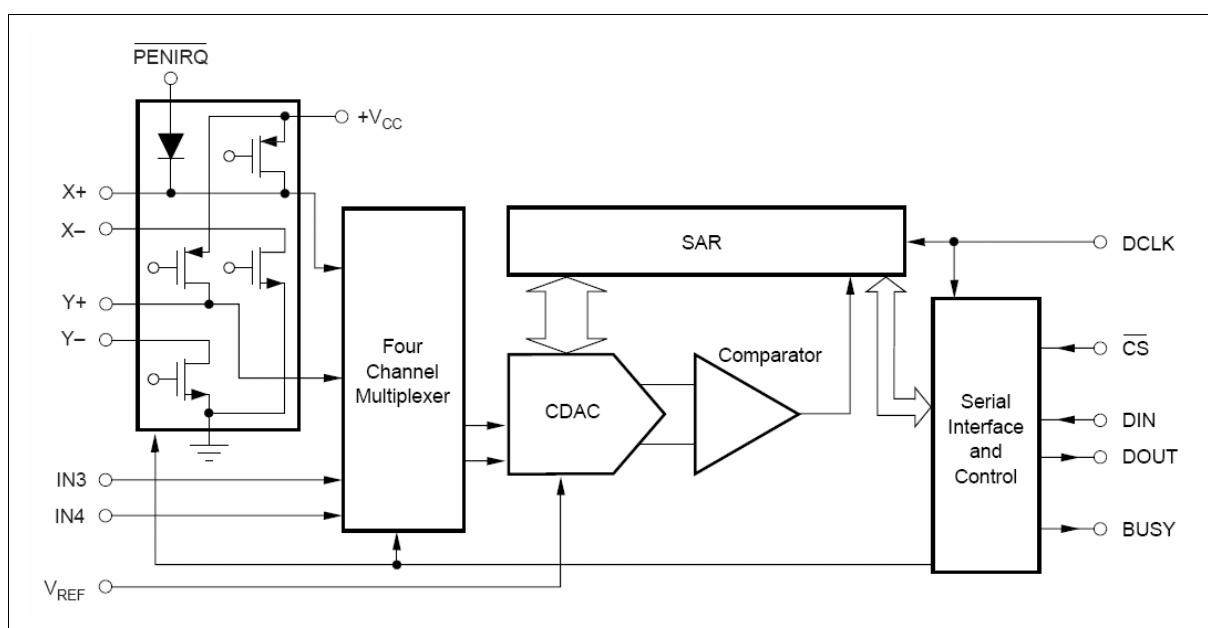 PENIRQ
+VCC
X+
X–
Y+
Y–
IN3
IN4
VREF
Four
Channel
Multiplexer
SAR
CDAC
Comparator
Serial
Interface
and
Control
DCLK
CS
DIN
DOUT
BUSY